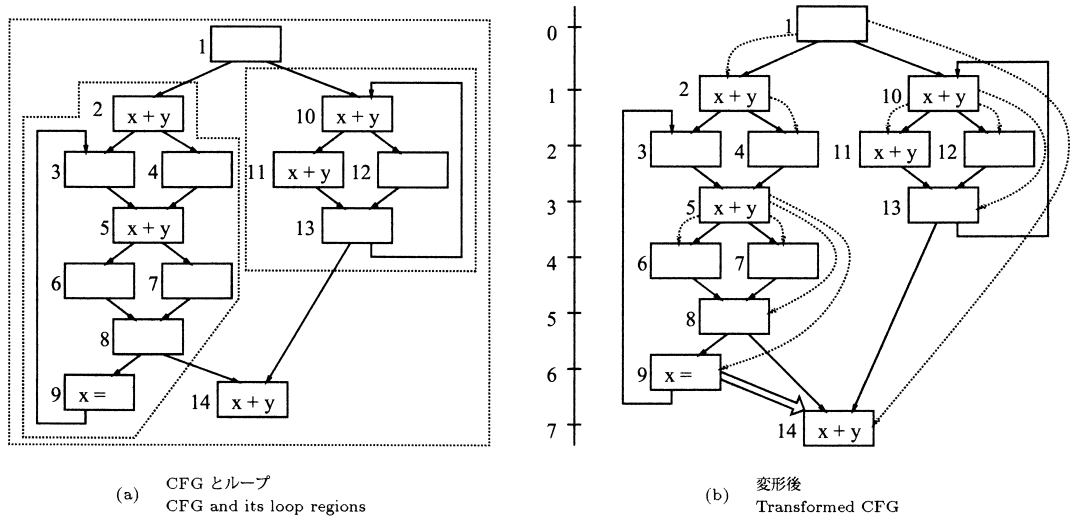 1
2
x + y
10
x + y
3
4
11
x + y
12
5
x + y
13
6
7
8
9
x =
14
x + y
(a)
CFG とループ
CFG and its loop regions
0
1
2
3
4
5
6
7
1
2
x + y
10
x + y
3
4
11
x + y
12
5
x + y
13
6
7
8
9
x =
14
x + y
(b)
変形後
Transformed CFG